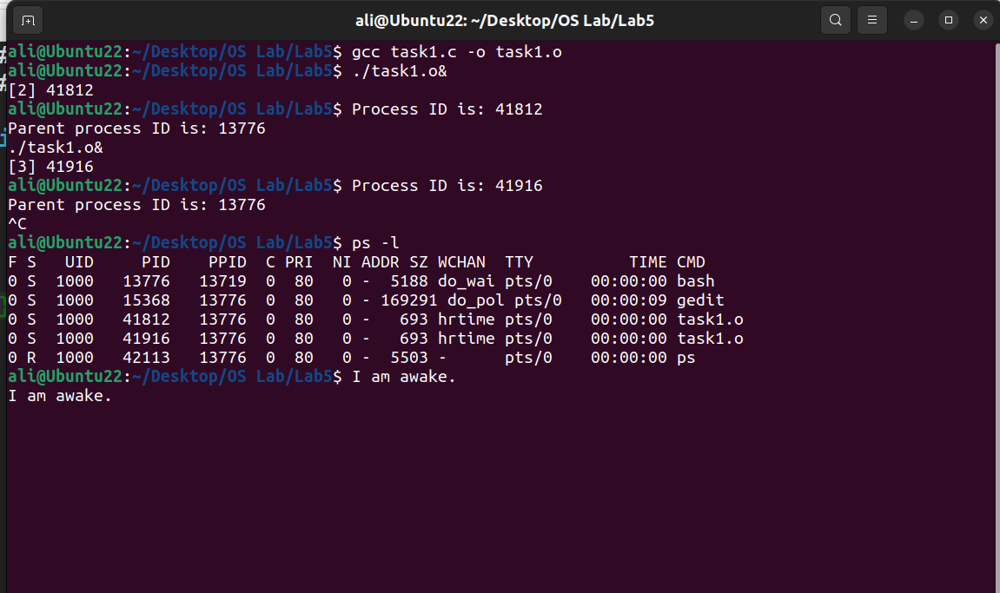 ali@Ubuntu22: ~/Desktop/OS Lab/Lab5
ali@Ubuntu22:~/Desktop/OS Lab/Lab5$ gcc task1.c -o task1.o
ali@Ubuntu22:~/Desktop/OS Lab/Lab5$ ./task1.o&
[2] 41812
ali@Ubuntu22:~/Desktop/OS Lab/Lab5$ Process ID is: 41812
Parent process ID is: 13776
./task1.o&
[3] 41916
ali@Ubuntu22:~/Desktop/OS Lab/Lab5$ Process ID is: 41916
Parent process ID is: 13776
^C
ali@Ubuntu22:~/Desktop/OS Lab/Lab5$ ps -l
F S   UID     PID    PPID  C PRI  NI ADDR SZ WCHAN  TTY          TIME CMD
0 S  1000   13776   13719  0  80   0 -  5188 do_wai pts/0    00:00:00 bash
0 S  1000   15368   13776  0  80   0 - 169291 do_pol pts/0   00:00:09 gedit
0 S  1000   41812   13776  0  80   0 -   693 hrtime pts/0    00:00:00 task1.o
0 S  1000   41916   13776  0  80   0 -   693 hrtime pts/0    00:00:00 task1.o
0 R  1000   42113   13776  0  80   0 -  5503 -      pts/0    00:00:00 ps
ali@Ubuntu22:~/Desktop/OS Lab/Lab5$ I am awake.
I am awake.